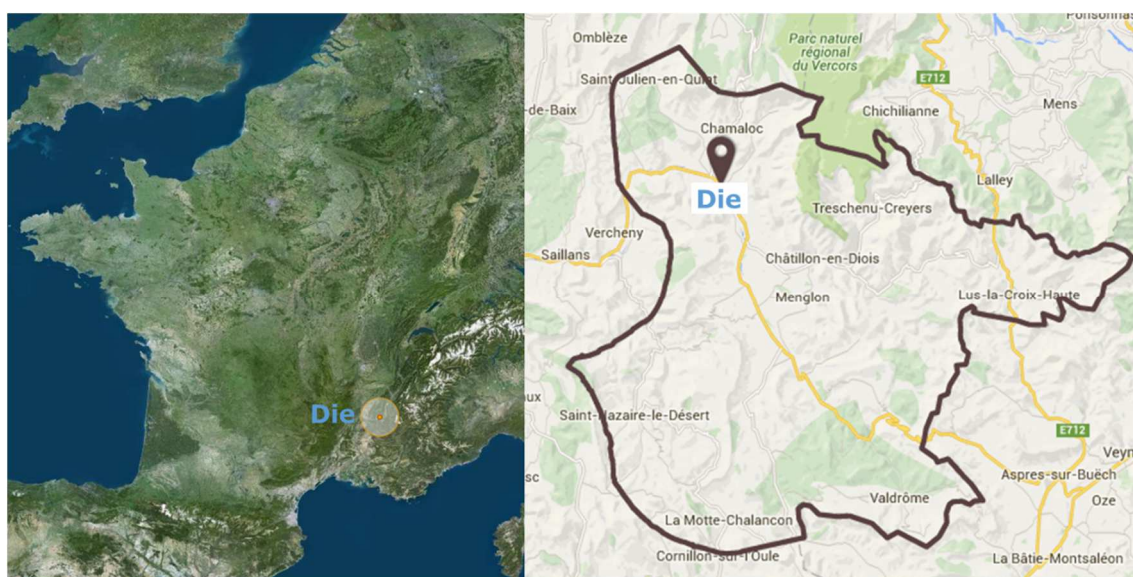 Die
Omblèze
Parc naturel
régional
du Vercors
Ponsonnas
Saint-Julien-en-Quint
E712
-de-Baix
Chichilianne
Mens
Chamaloc
Lalley
Die
Treschenu-Creyers
Vercheny
Saillans
Châtillon-en-Diois
Menglon
Lus-la-Croix-Haute
aux
Saint-Nazaire-le-Désert
E712
Veyn
sc
Aspres-sur-Buëch
Valdrôme
Oze
La Motte-Chalancon
Cornillon-sur-l'Oule
La Bâtie-Montsaléon